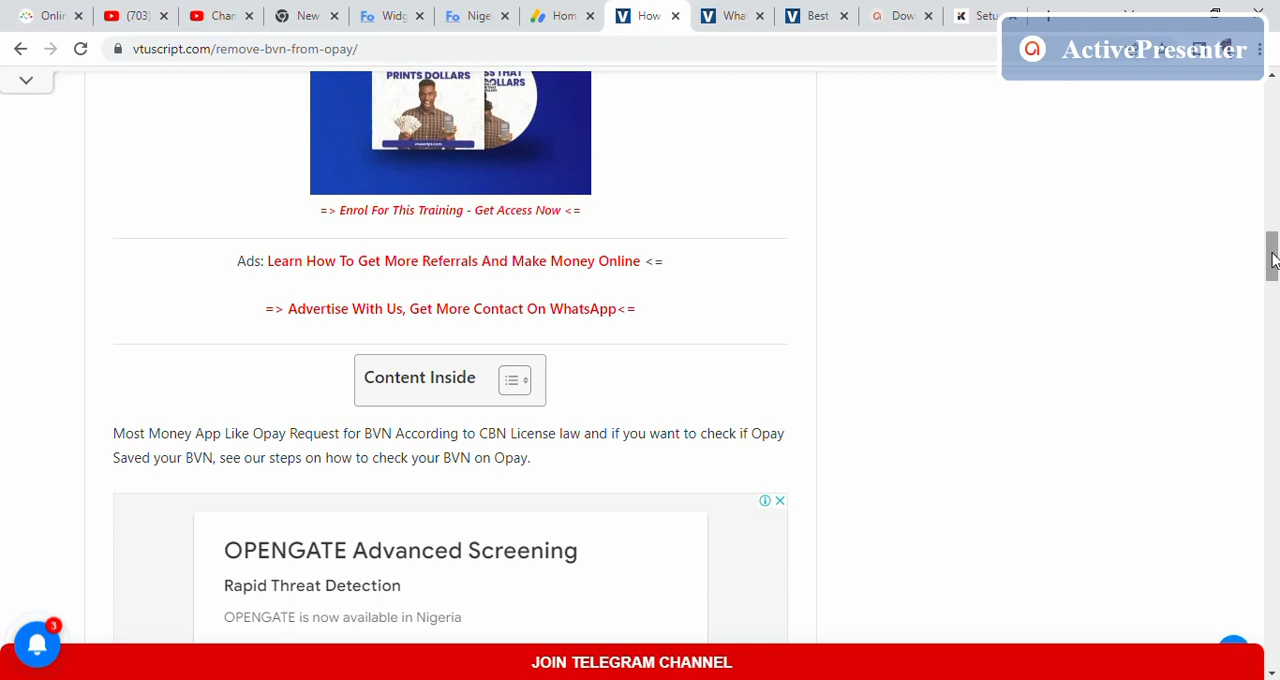 Onlin
(703)
Chan
New
Widg
Nige
Hom
How
Wha
Best
Dow
Setu
vtuscript.com/remove-bvn-from-opay/
ActivePresenter
PRINTS DOLLARS
SS THAT
DOLLARS
vtuscript.com
=> Enrol For This Training - Get Access Now <=
Ads: Learn How To Get More Referrals And Make Money Online <=
=> Advertise With Us, Get More Contact On WhatsApp<=
Content Inside
Most Money App Like Opay Request for BVN According to CBN License law and if you want to check if Opay
Saved your BVN, see our steps on how to check your BVN on Opay.
OPENGATE Advanced Screening
Rapid Threat Detection
OPENGATE is now available in Nigeria
3
JOIN TELEGRAM CHANNEL